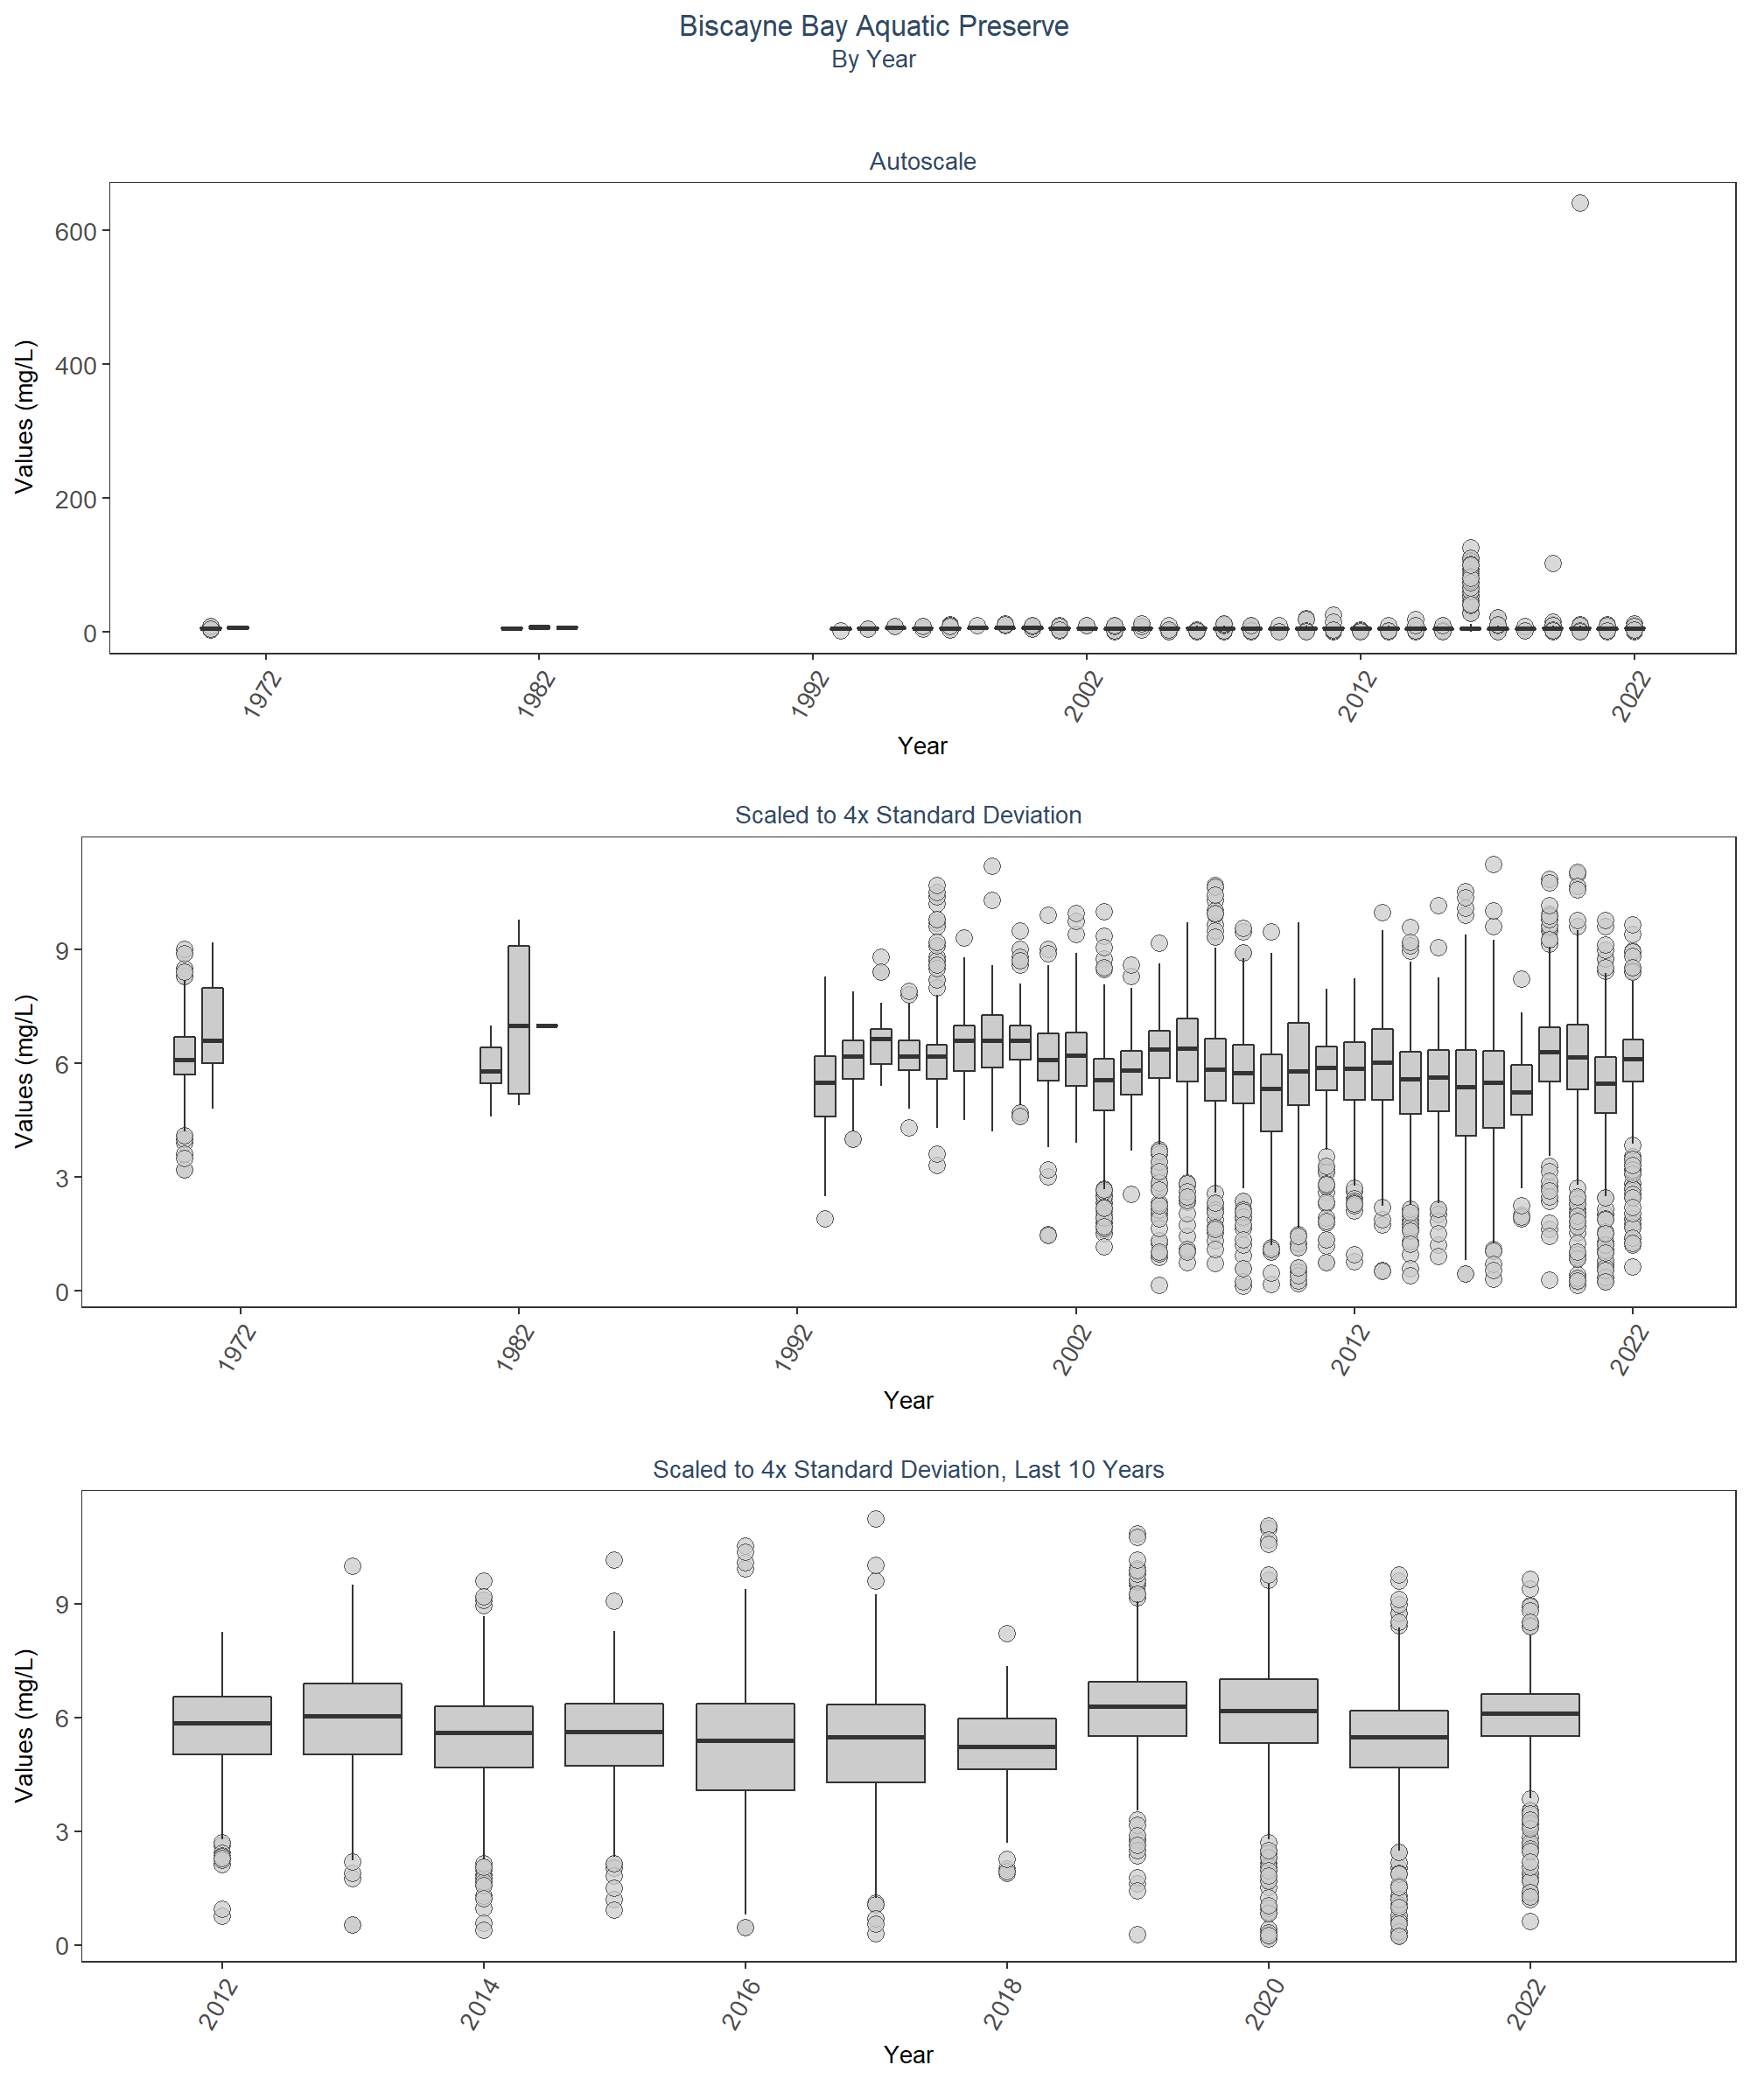 Biscayne Bay Aquatic Preserve
By Year
Autoscale
Values (mg/L)
600
400
200
0
1972
1982
1992
2002
2012
2022
Year
Scaled to 4x Standard Deviation
Values (mg/L)
9
6
3
0
1972
1982
1992
2002
2012
2022
Year
Scaled to 4x Standard Deviation, Last 10 Years
Values (mg/L)
9
6
3
0
2012
2014
2016
2018
2020
2022
Year